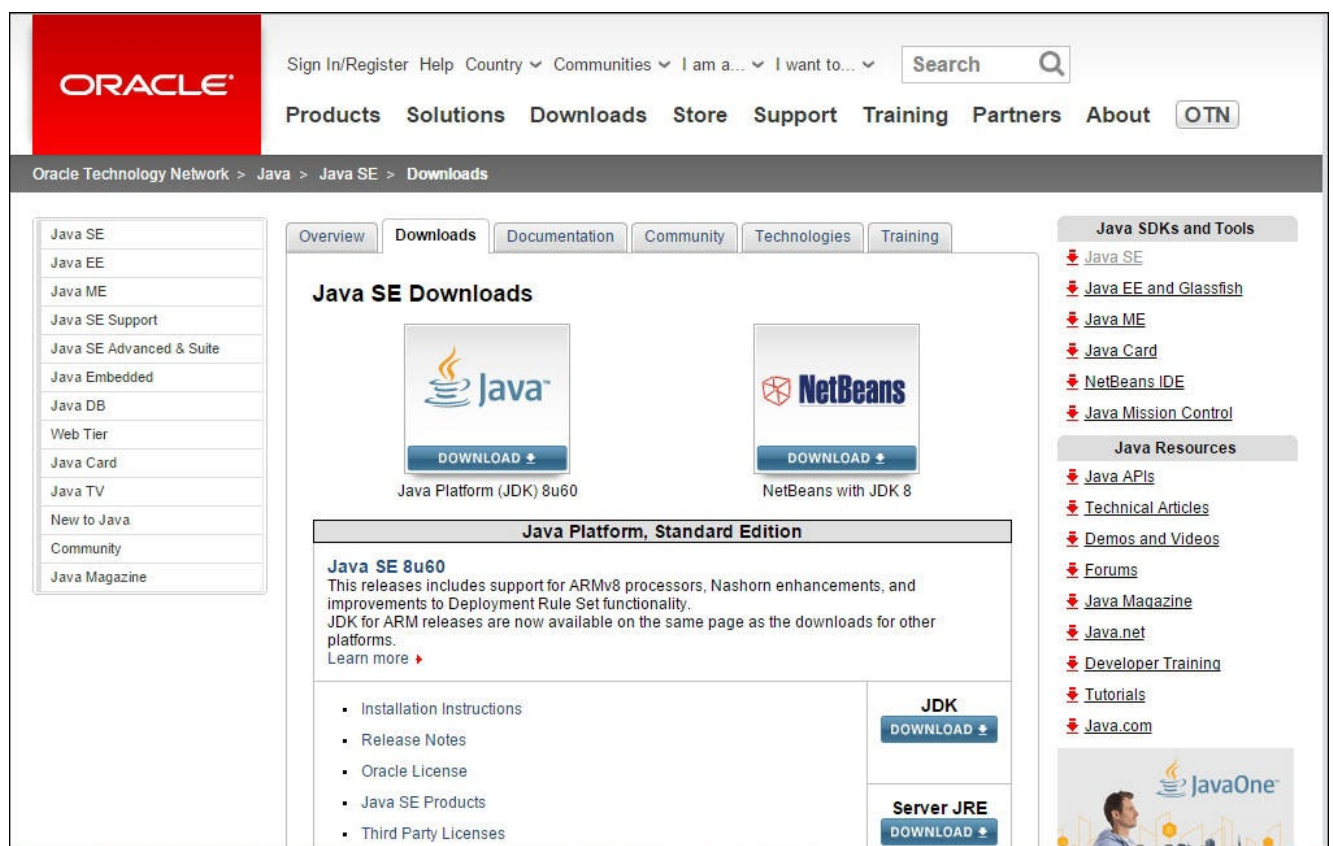 ORACLE
Sign In/Register Help Country Communities I am a... I want to... Search
Products Solutions Downloads Store Support Training Partners About OTN
Oracle Technology Network > Java > Java SE > Downloads
Java SE
Java EE
Java ME
Java SE Support
Java SE Advanced & Suite
Java Embedded
Java DB
Web Tier
Java Card
Java TV
New to Java
Community
Java Magazine
Overview Downloads Documentation Community Technologies Training
Java SE Downloads
Java™
DOWNLOAD
Java Platform (JDK) 8u60
NetBeans
DOWNLOAD
NetBeans with JDK 8
Java Platform, Standard Edition
Java SE 8u60
This releases includes support for ARMv8 processors, Nashorn enhancements, and
improvements to Deployment Rule Set functionality.
JDK for ARM releases are now available on the same page as the downloads for other
platforms.
Learn more
Installation Instructions
Release Notes
Oracle License
Java SE Products
Third Party Licenses
JDK
DOWNLOAD
Server JRE
DOWNLOAD
Java SDKs and Tools
Java SE
Java EE and Glassfish
Java ME
Java Card
NetBeans IDE
Java Mission Control
Java Resources
Java APIs
Technical Articles
Demos and Videos
Forums
Java Magazine
Java.net
Developer Training
Tutorials
Java.com
JavaOne